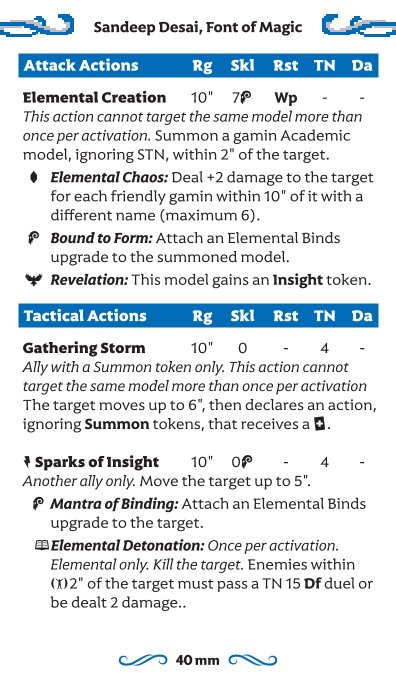 Sandeep Desai, Font of Magic
Attack Actions Rg Skl Rst TN Da
Elemental Creation 10" 7 Wp - -
This action cannot target the same model more than
once per activation. Summon a gamin Academic
model, ignoring STN, within 2" of the target.
Elemental Chaos: Deal +2 damage to the target
for each friendly gamin within 10" of it with a
different name (maximum 6).
Bound to Form: Attach an Elemental Binds
upgrade to the summoned model.
Revelation: This model gains an Insight token.
Tactical Actions Rg Skl Rst TN Da
Gathering Storm 10" 0 - 4 -
Ally with a Summon token only. This action cannot
target the same model more than once per activation
The target moves up to 6", then declares an action,
ignoring Summon tokens, that receives a .
Sparks of Insight 10" 0 - 4 -
Another ally only. Move the target up to 5".
Mantra of Binding: Attach an Elemental Binds
upgrade to the target.
Elemental Detonation: Once per activation.
Elemental only. Kill the target. Enemies within
2" of the target must pass a TN 15 Df duel or
be dealt 2 damage..
40 mm